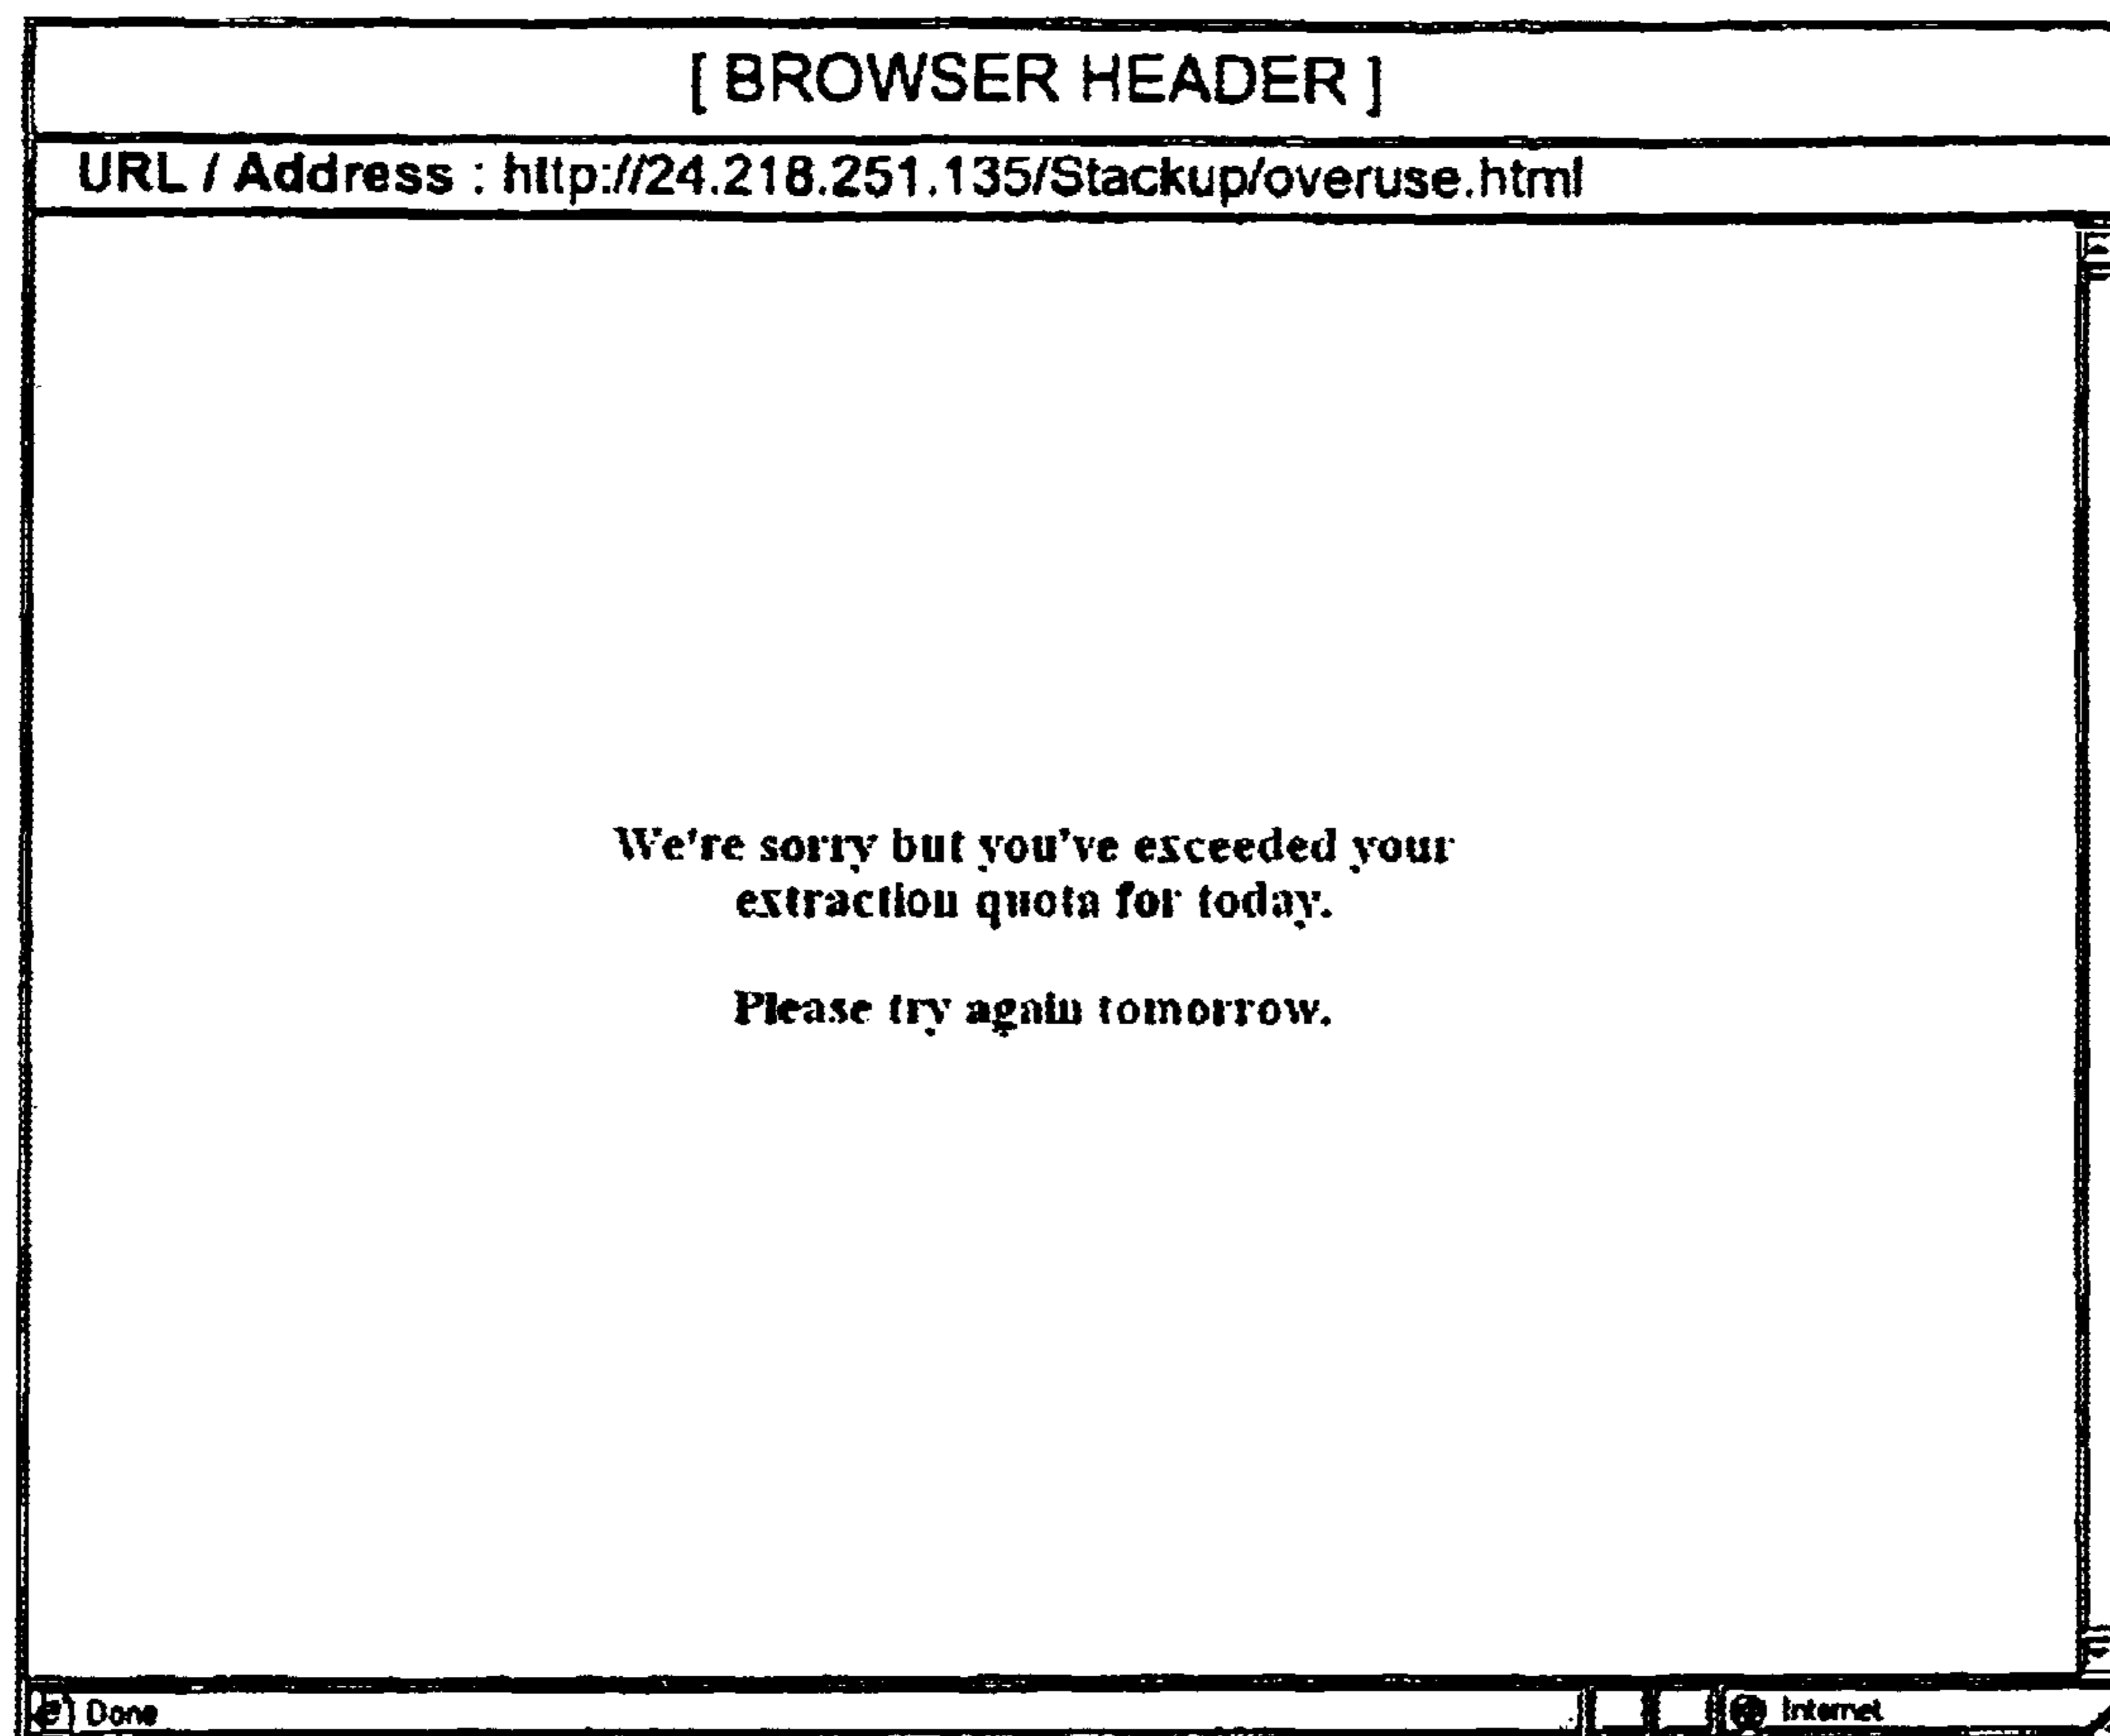 [ BROWSER HEADER ]
URL / Address : http://24.218.251.135/Stackup/overuse.html
We're sorry but you've exceeded your
extraction quota for today.
Please try again tomorrow.
Done
Internet